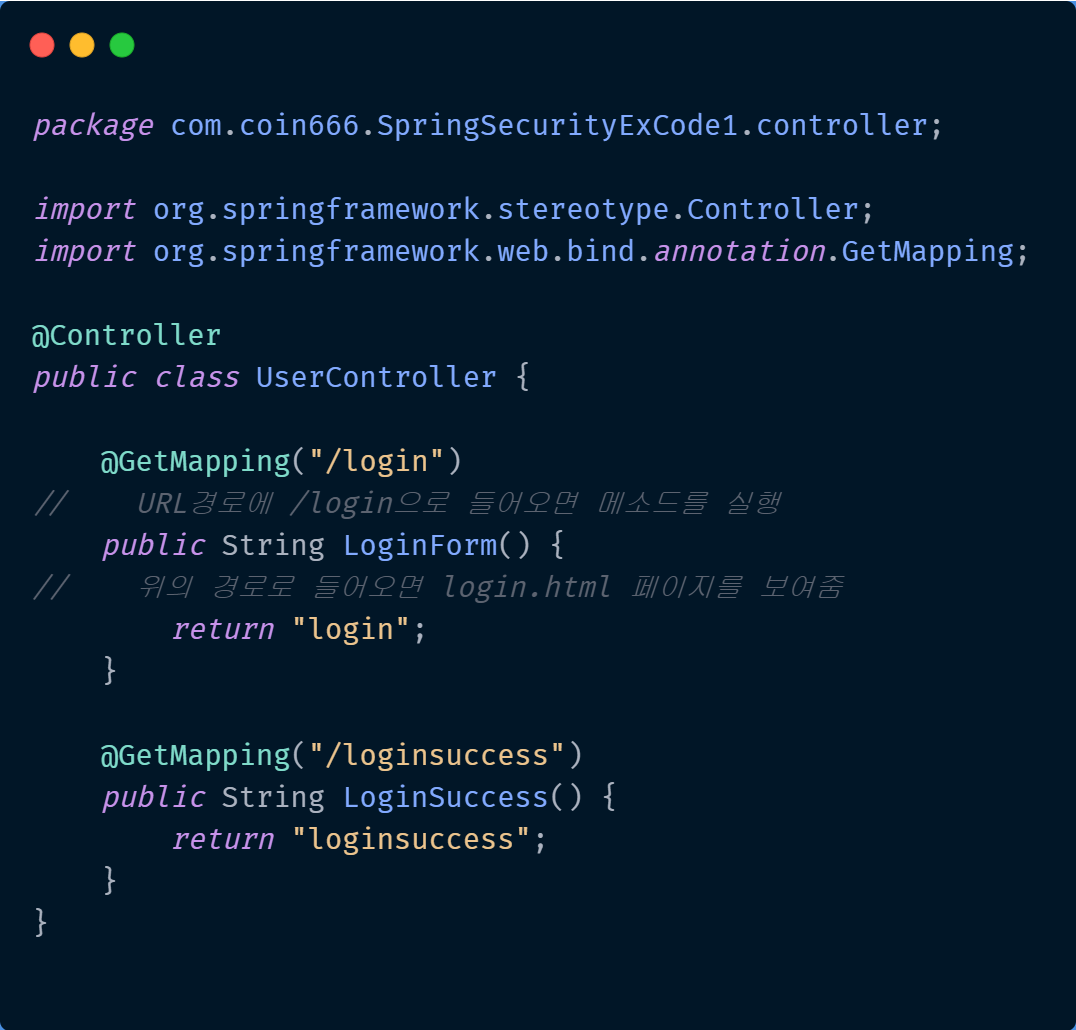 package com.coin666.SpringSecurityExCode1.controller;

import org.springframework.stereotype.Controller;
import org.springframework.web.bind.annotation.GetMapping;

@Controller
public class UserController {

    @GetMapping("/login")
//    URL경로에 /login으로 들어오면 메소드를 실행
    public String LoginForm() {
//    위의 경로로 들어오면 login.html 페이지를 보여줌
        return "login";
    }

    @GetMapping("/loginsuccess")
    public String LoginSuccess() {
        return "loginsuccess";
    }
}